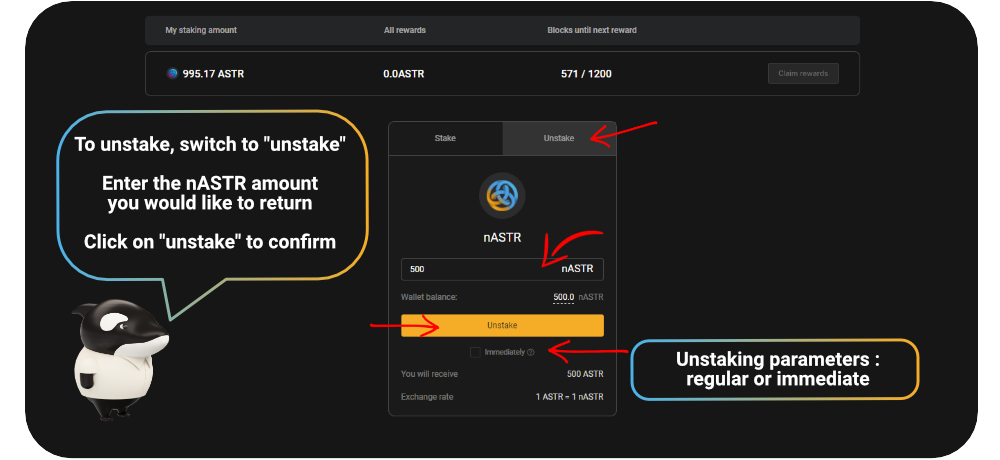 My staking amount All rewards Blocks until next reward
995.17 ASTR 0.0ASTR 571 / 1200 Claim rewards
To unstake, switch to "unstake"
Enter the nASTR amount
you would like to return
Click on "unstake" to confirm
Stake Unstake
nASTR
500 nASTR
Wallet balance: 500.0 nASTR
Unstake
Immediately ?
You will receive 500 ASTR
Exchange rate 1 ASTR = 1 nASTR
Unstaking parameters :
regular or immediate